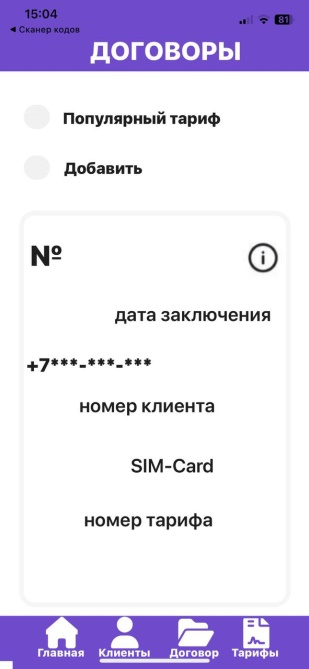 15:04
81
◀ Сканер кодов
ДОГОВОРЫ
Популярный тариф
Добавить
№
i
дата заключения
+7***-***-***
номер клиента
SIM-Card
номер тарифа
Главная Клиенты Договор Тарифы